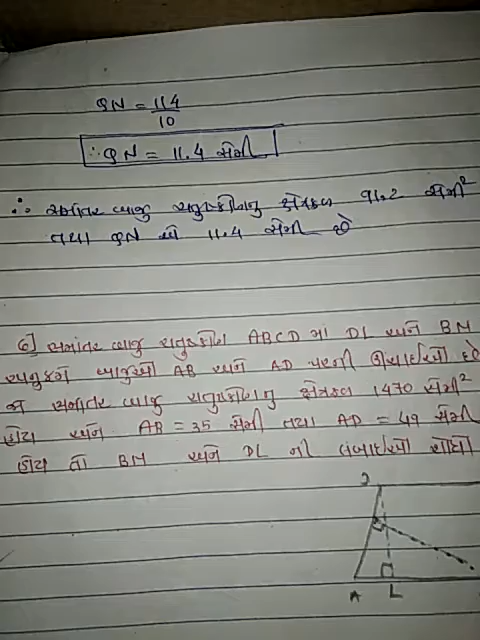 QN = 114
10
∴ QN = 11.4 સેમી
∴ સમાંતર બાજુ ચતુષ્કોણનુ ક્ષેત્રફળ 91.2 સેમી²
તથા QN એ 11.4 સેમી છે
6] સમાંતર બાજુ ચતુષ્કોણ ABCD માં DL અને BM
અનુક્રમે બાજુઓ AB અને AD પરની ઊંચાઈઓ છે
જો સમાંતર બાજુ ચતુષ્કોણનુ ક્ષેત્રફળ 1470 સેમી²
હોય અને AB = 35 સેમી તથા AD = 49 સેમી
હોય તો BM અને DL ની લંબાઈઓ શોધો
A L